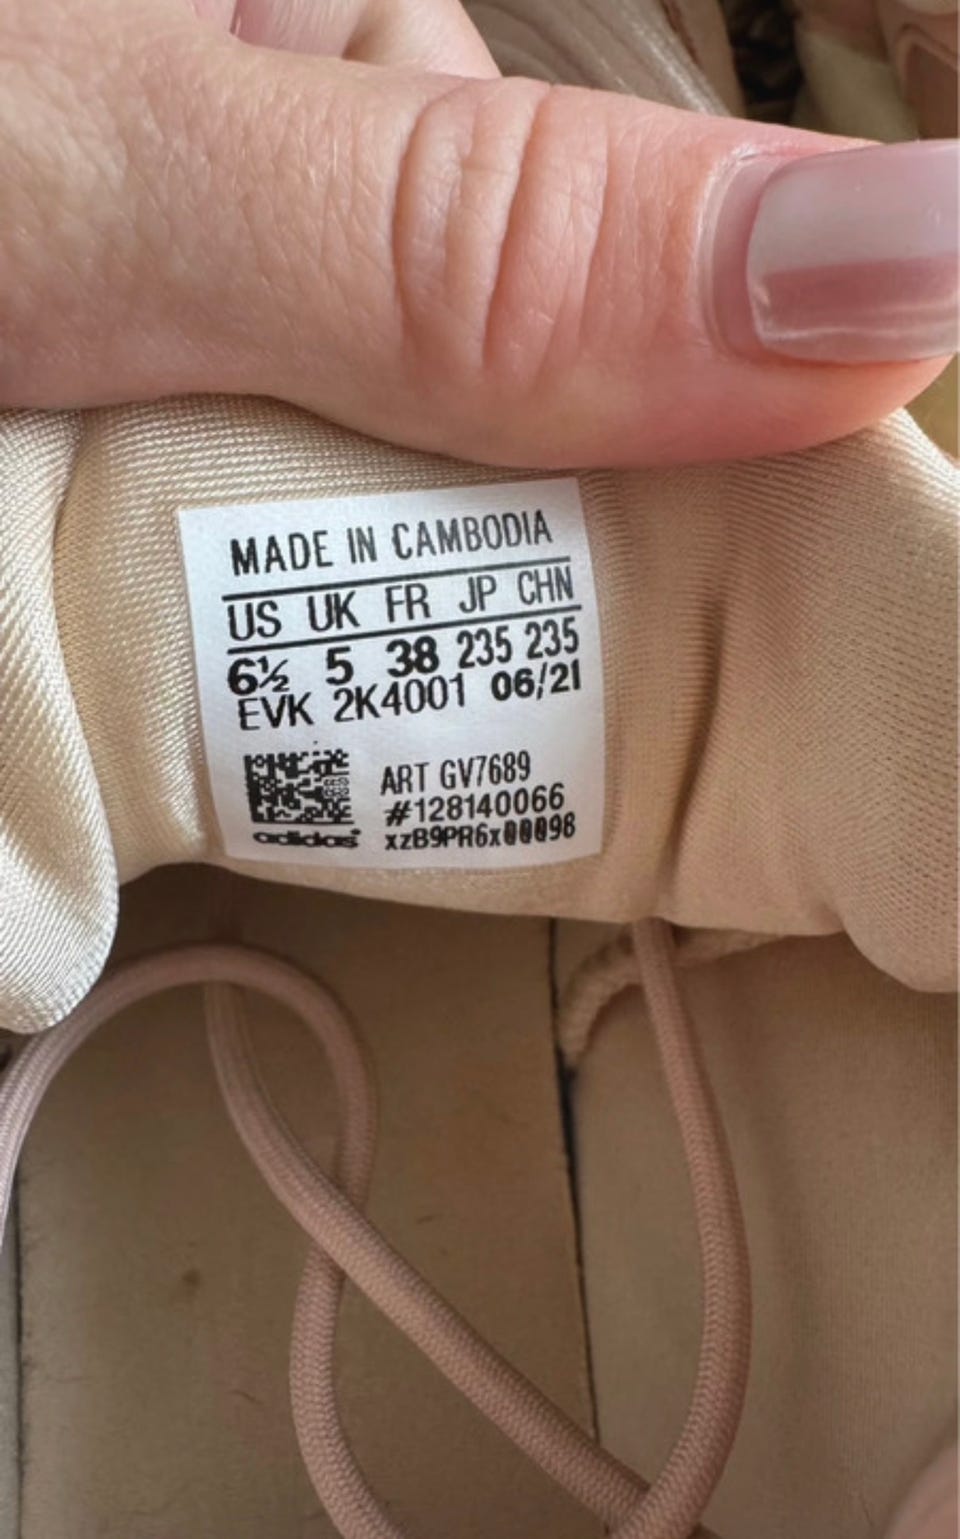 MADE IN CAMBODIA
US UK FR JP CHN
6½ 5 38 235 235
EVK 2K4001 06/21
ART GV7689
#128140066
adidas xzB9PR6x00098